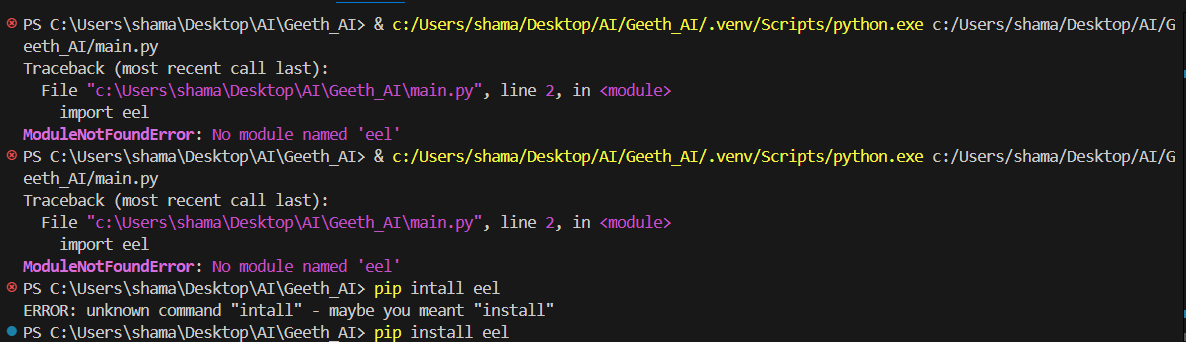 PS C:\Users\shama\Desktop\AI\Geeth_AI> & c:/Users/shama/Desktop/AI/Geeth_AI/.venv/Scripts/python.exe c:/Users/shama/Desktop/AI/G
eeth_AI/main.py
Traceback (most recent call last):
  File "c:\Users\shama\Desktop\AI\Geeth_AI\main.py", line 2, in <module>
    import eel
ModuleNotFoundError: No module named 'eel'
PS C:\Users\shama\Desktop\AI\Geeth_AI> & c:/Users/shama/Desktop/AI/Geeth_AI/.venv/Scripts/python.exe c:/Users/shama/Desktop/AI/G
eeth_AI/main.py
Traceback (most recent call last):
  File "c:\Users\shama\Desktop\AI\Geeth_AI\main.py", line 2, in <module>
    import eel
ModuleNotFoundError: No module named 'eel'
PS C:\Users\shama\Desktop\AI\Geeth_AI> pip intall eel
ERROR: unknown command "intall" - maybe you meant "install"
PS C:\Users\shama\Desktop\AI\Geeth_AI> pip install eel